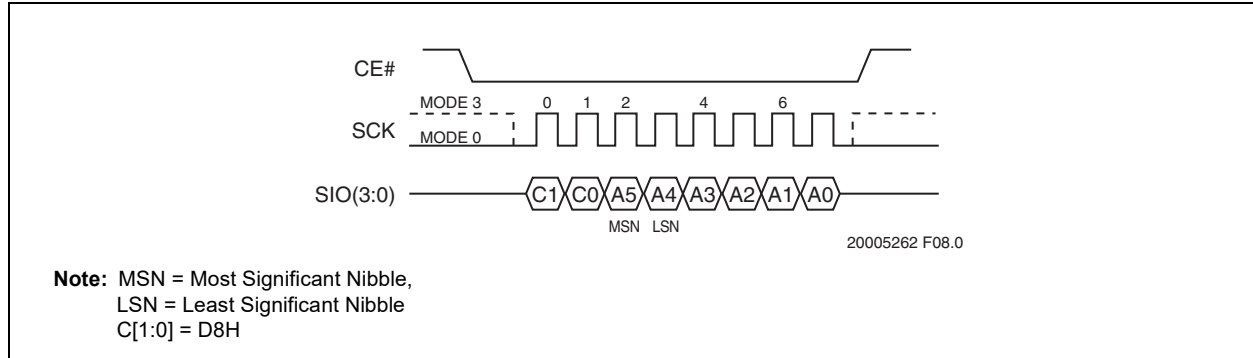 CE#
MODE 3
0 1 2 4 6
SCK
MODE 0
SIO(3:0)
C1 C0 A5 A4 A3 A2 A1 A0
MSN LSN
20005262 F08.0
Note: MSN = Most Significant Nibble,
LSN = Least Significant Nibble
C[1:0] = D8H